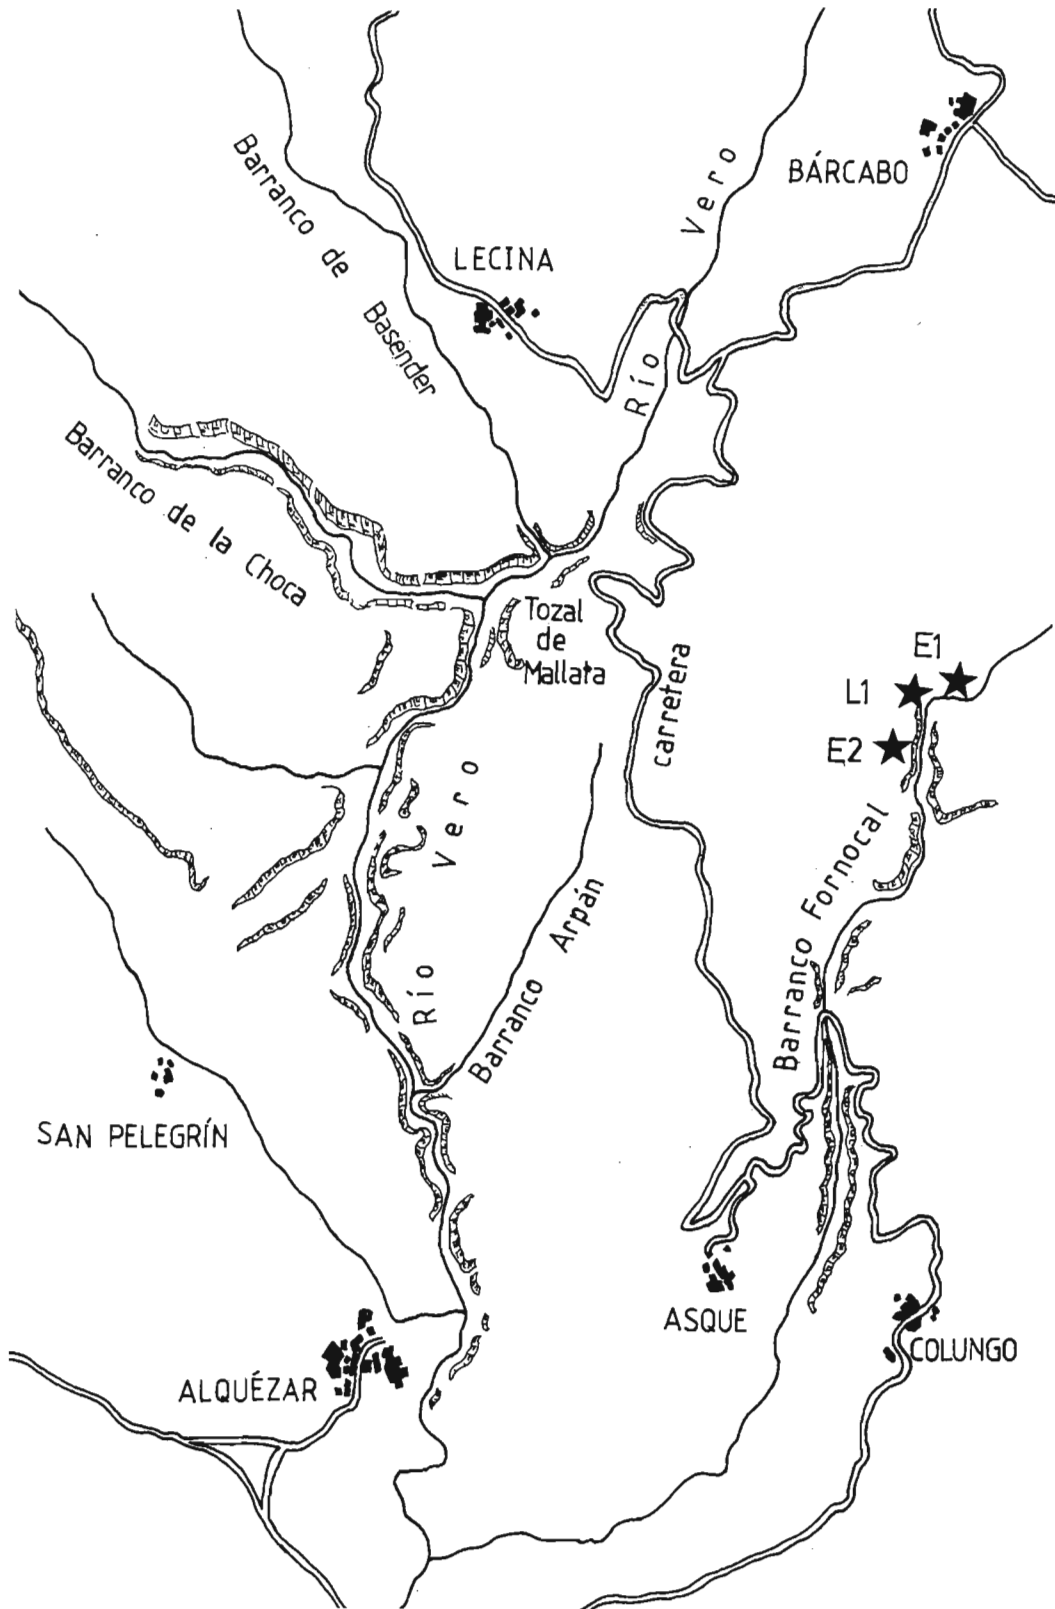 BÁRCABO
Vero
Barranco de Basender
LECINA
Río
Barranco de la Choca
Tozal
de
Mallata
carretera
E1
L1
E2
Vero
Río
Barranco Arpán
Barranco Fornocal
SAN PELEGRÍN
ASQUE
COLUNGO
ALQUÉZAR